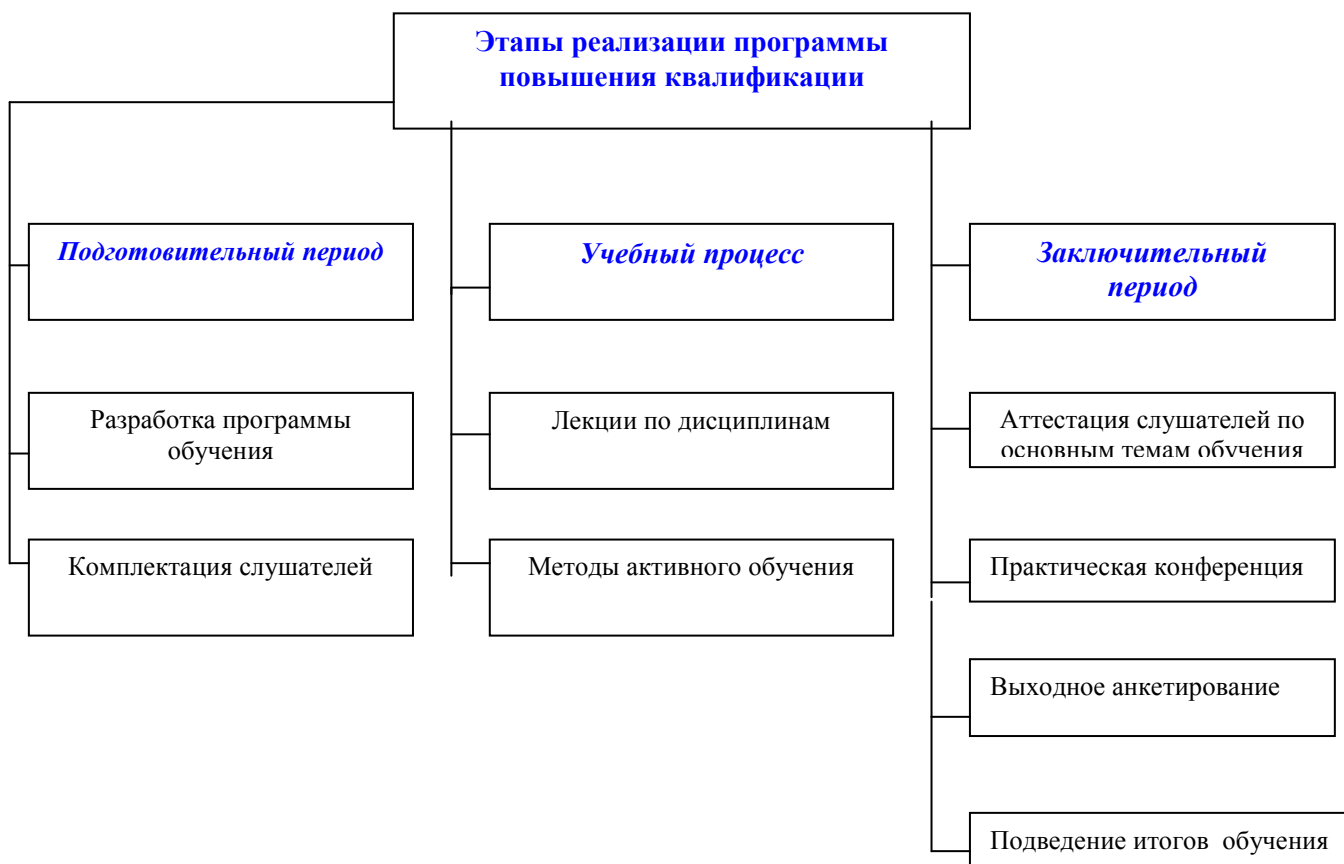 Этапы реализации программы
повышения квалификации
Подготовительный период
Учебный процесс
Заключительный
период
Разработка программы
обучения
Лекции по дисциплинам
Аттестация слушателей по
основным темам обучения
Комплектация слушателей
Методы активного обучения
Практическая конференция
Выходное анкетирование
Подведение итогов обучения